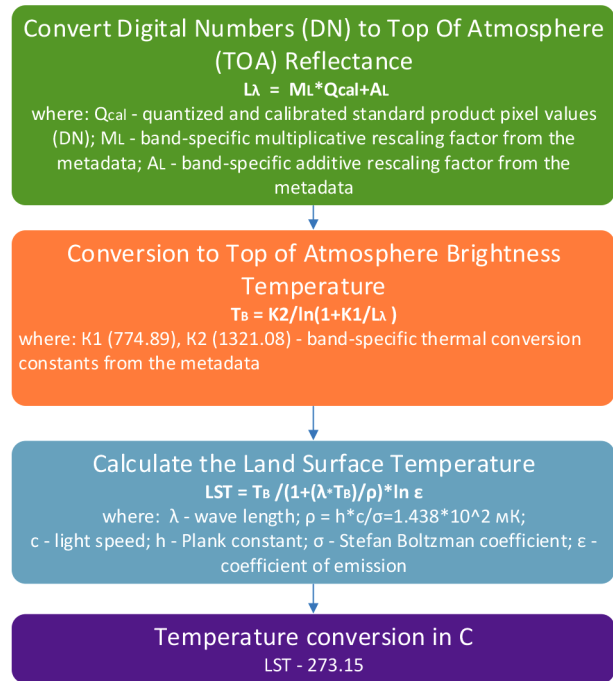 Convert Digital Numbers (DN) to Top Of Atmosphere
(TOA) Reflectance
Lλ = ML*Qcal+AL
where: Qcal - quantized and calibrated standard product pixel values
(DN); ML - band-specific multiplicative rescaling factor from the
metadata; AL - band-specific additive rescaling factor from the
metadata
Conversion to Top of Atmosphere Brightness
Temperature
TB = K2/ln(1+K1/Lλ )
where: K1 (774.89), K2 (1321.08) - band-specific thermal conversion
constants from the metadata
Calculate the Land Surface Temperature
LST = TB /(1+(λ*TB)/ρ)*ln ε
where: λ - wave length; ρ = h*c/σ=1.438*10^2 мК;
c - light speed; h - Plank constant; σ - Stefan Boltzman coefficient; ε -
coefficient of emission
Temperature conversion in C
LST - 273.15